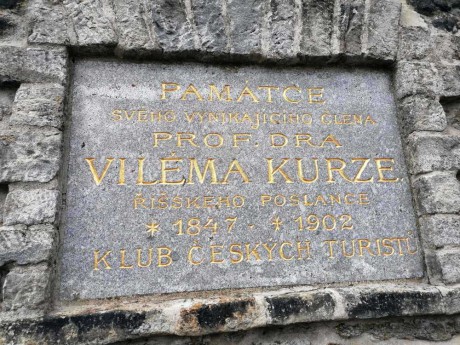 PAMÁTCE
SVÉHO VYNIKAJÍCÍHO ČLENA
PROF. DRA
VILÉMA KURZE
ŘÍŠSKÉHO POSLANCE
* 1847 - † 1902
KLUB ČESKÝCH TURISTŮ